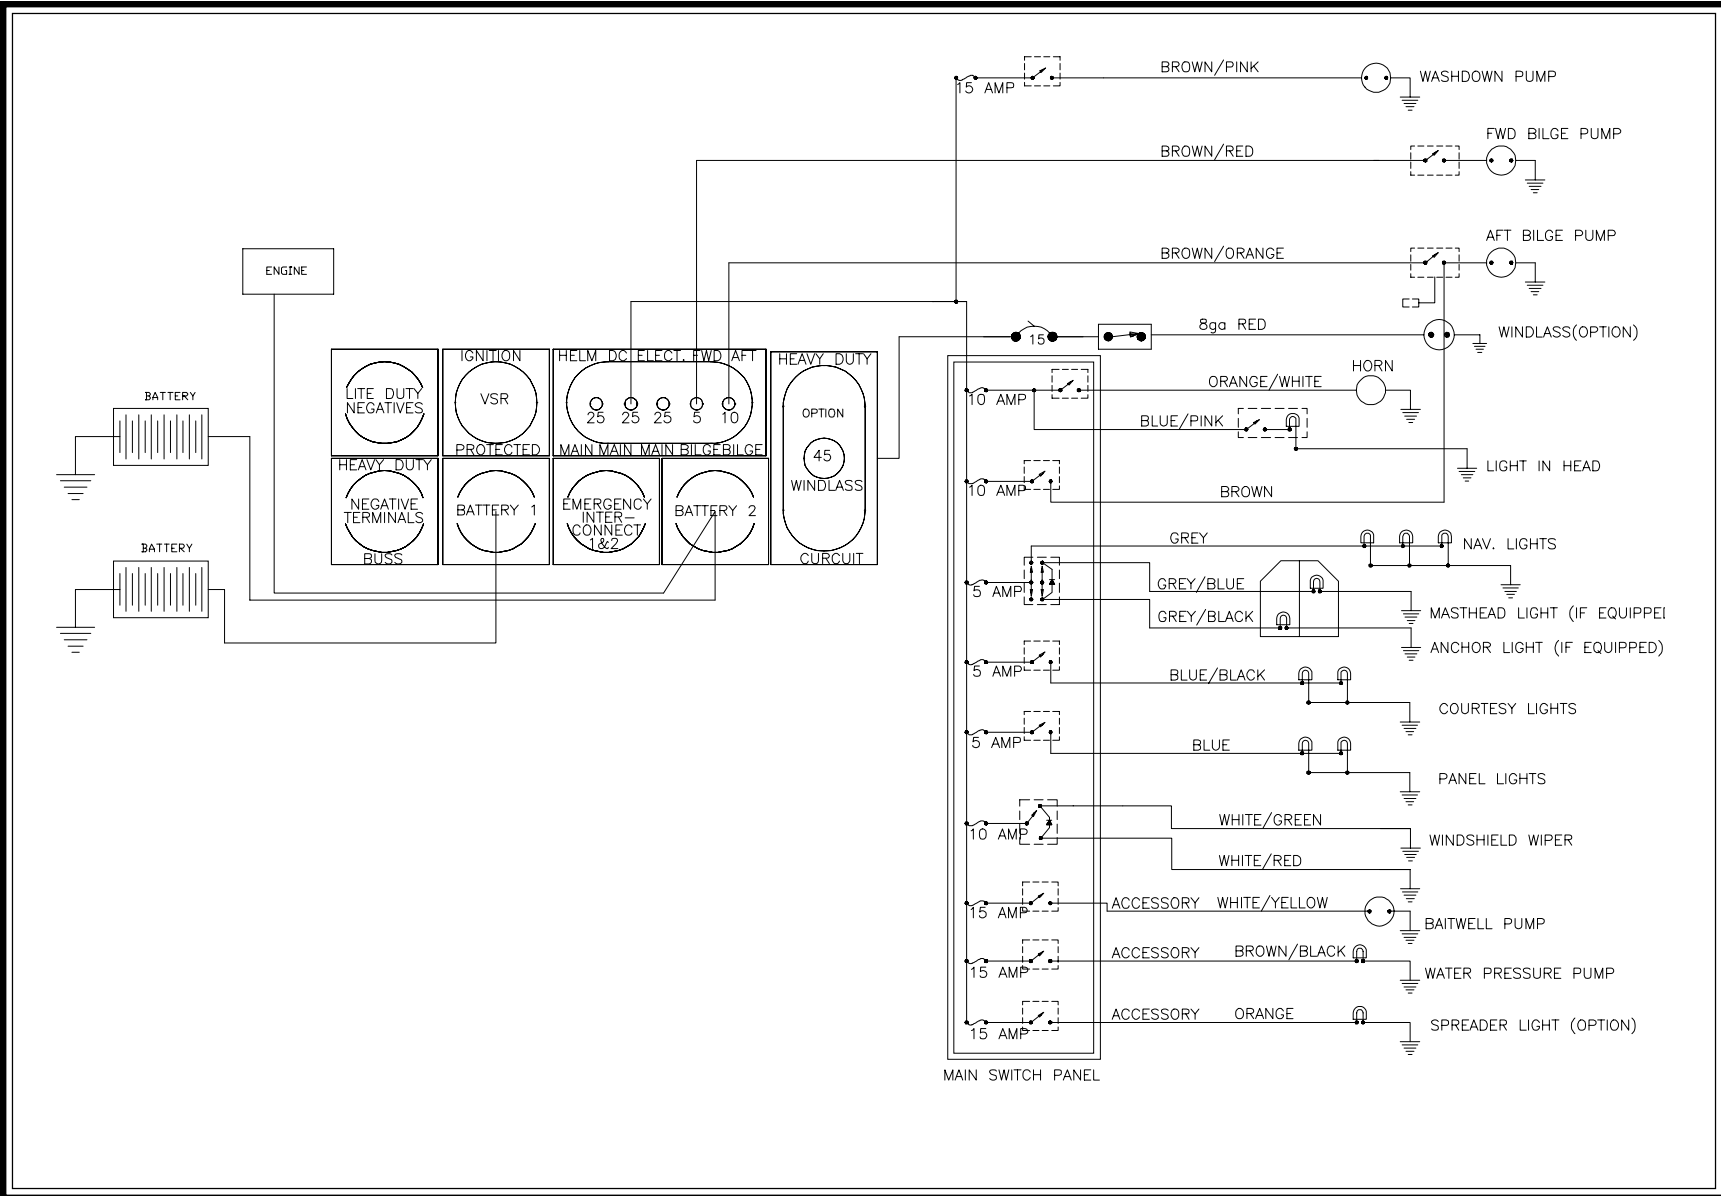 BROWN/PINK
15 AMP
WASHDOWN PUMP
FWD BILGE PUMP
BROWN/RED
AFT BILGE PUMP
BROWN/ORANGE
ENGINE
8ga RED
15
WINDLASS(OPTION)
IGNITION
HELM DC ELECT. FWD AFT
HEAVY DUTY
HORN
LITE DUTY
NEGATIVES
VSR
25 25 25 5 10
OPTION
ORANGE/WHITE
10 AMP
BATTERY
BLUE/PINK
PROTECTED
MAIN MAIN MAIN BILGE BILGE
45
WINDLASS
LIGHT IN HEAD
HEAVY DUTY
NEGATIVE
TERMINALS
BUSS
BATTERY 1
EMERGENCY
INTER-
CONNECT
1&2
BATTERY 2
CURCUIT
10 AMP
BROWN
BATTERY
GREY
NAV. LIGHTS
5 AMP
GREY/BLUE
MASTHEAD LIGHT (IF EQUIPPED
GREY/BLACK
ANCHOR LIGHT (IF EQUIPPED)
5 AMP
BLUE/BLACK
COURTESY LIGHTS
5 AMP
BLUE
PANEL LIGHTS
10 AMP
WHITE/GREEN
WINDSHIELD WIPER
WHITE/RED
15 AMP
ACCESSORY WHITE/YELLOW
BAITWELL PUMP
15 AMP
ACCESSORY BROWN/BLACK
WATER PRESSURE PUMP
15 AMP
ACCESSORY ORANGE
SPREADER LIGHT (OPTION)
MAIN SWITCH PANEL